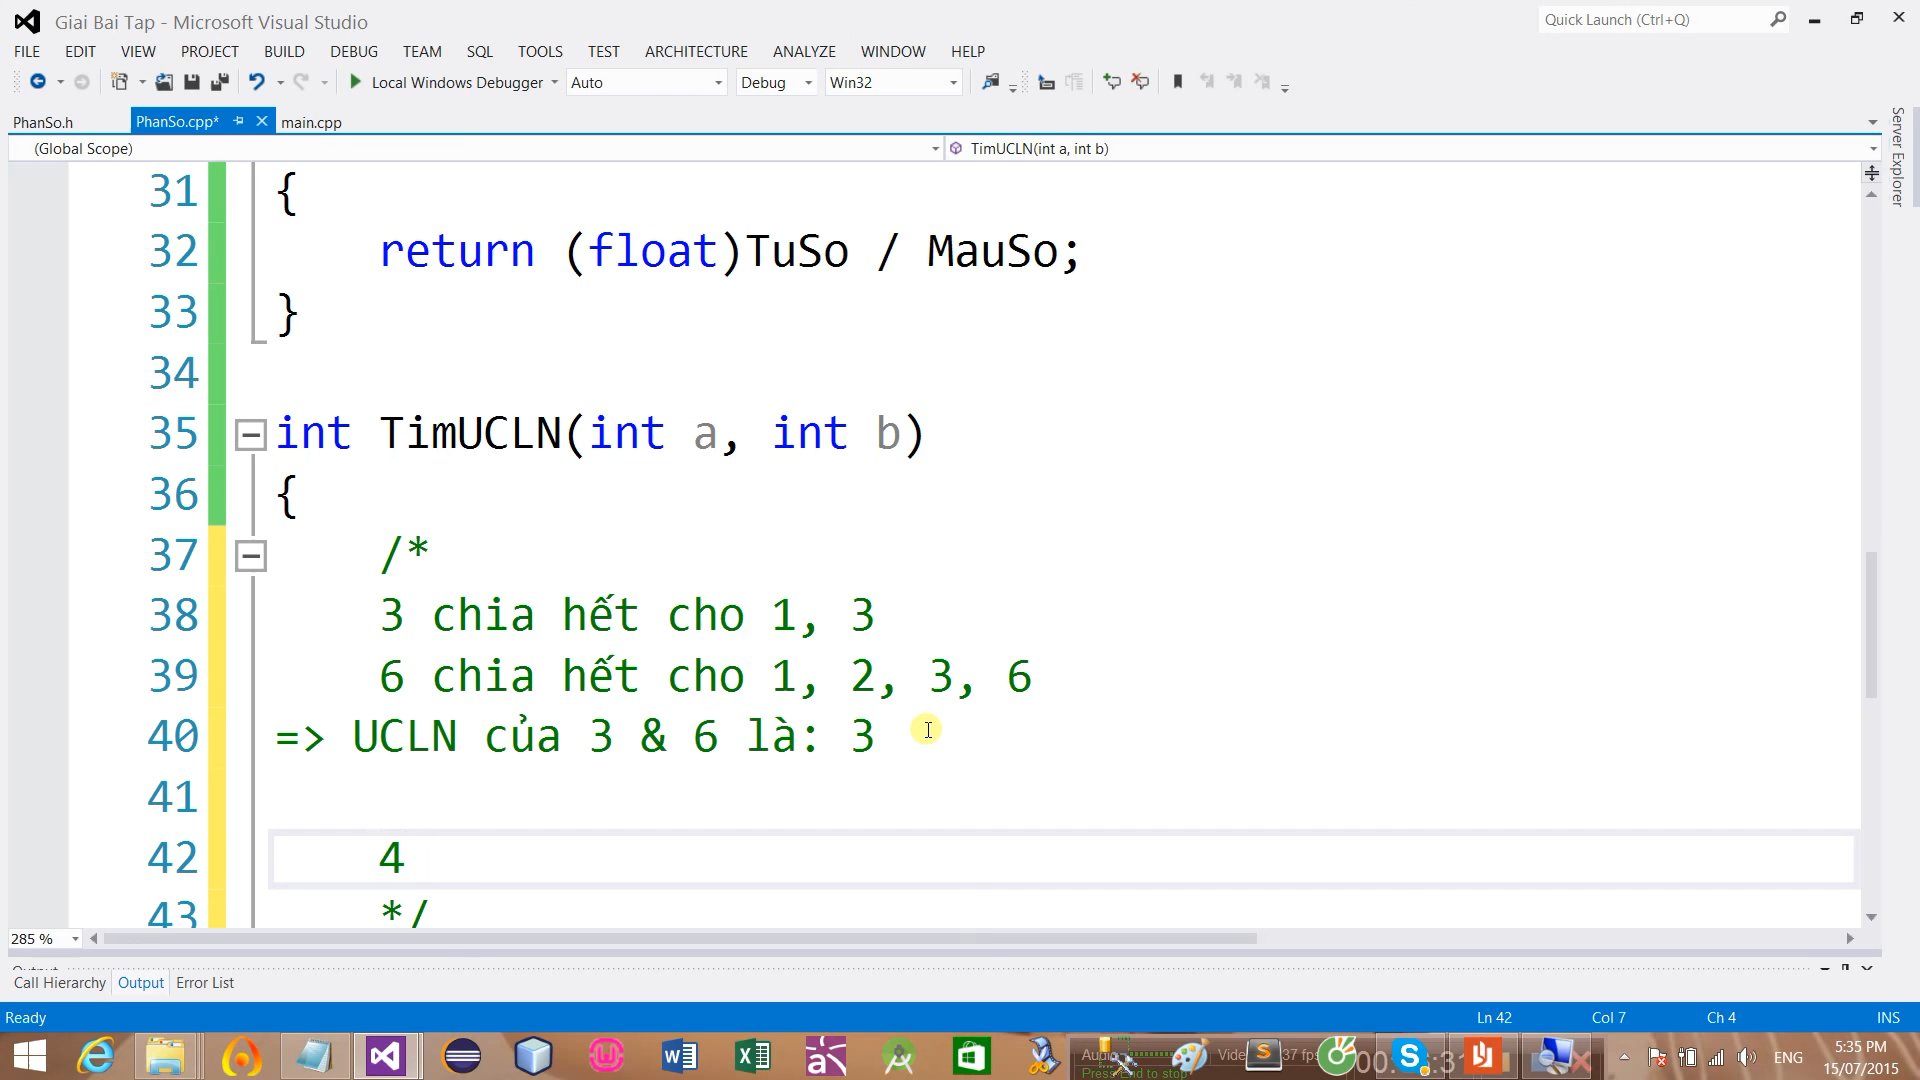 Giai Bai Tap - Microsoft Visual Studio
Quick Launch (Ctrl+Q)
FILE EDIT VIEW PROJECT BUILD DEBUG TEAM SQL TOOLS TEST ARCHITECTURE ANALYZE WINDOW HELP
Local Windows Debugger Auto Debug Win32
PhanSo.h PhanSo.cpp* main.cpp
Server Explorer
(Global Scope) TimUCLN(int a, int b)
31 {
32 return (float)TuSo / MauSo;
33 }
34
35 int TimUCLN(int a, int b)
36 {
37 /*
38 3 chia hết cho 1, 3
39 6 chia hết cho 1, 2, 3, 6
40 => UCLN của 3 & 6 là: 3
41
42 4
43 */
285 %
Call Hierarchy Output Error List
Ready Ln 42 Col 7 Ch 4 INS
ENG
5:35 PM
15/07/2015